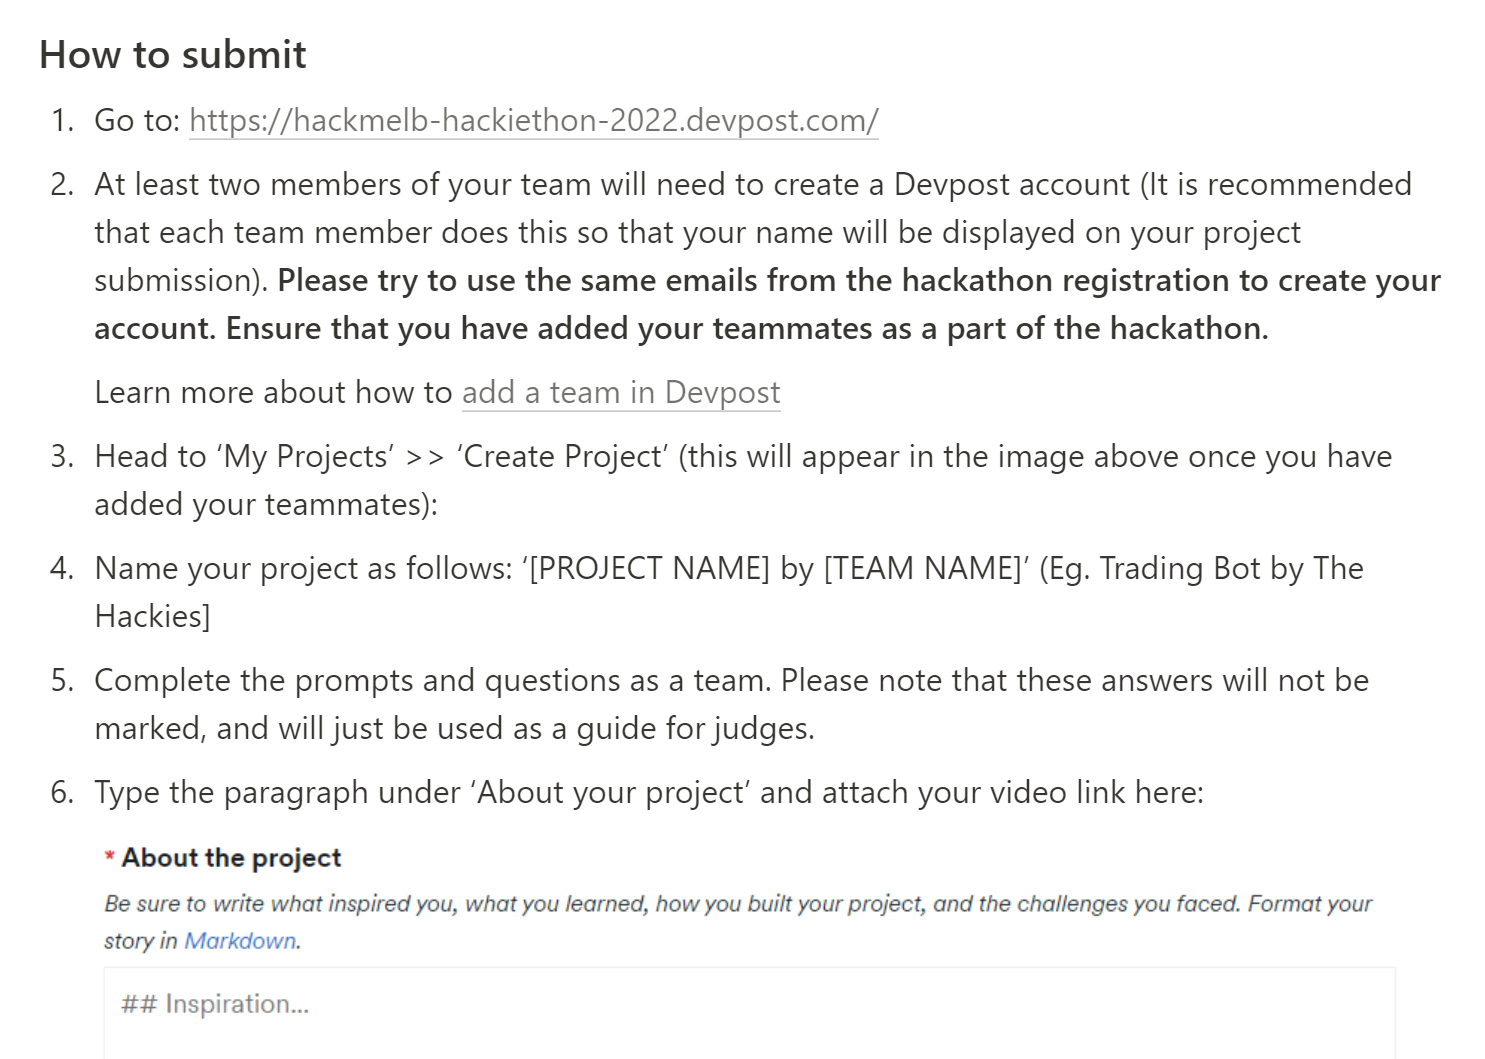 How to submit
1. Go to: https://hackmelb-hackiethon-2022.devpost.com/
2. At least two members of your team will need to create a Devpost account (It is recommended
that each team member does this so that your name will be displayed on your project
submission). Please try to use the same emails from the hackathon registration to create your
account. Ensure that you have added your teammates as a part of the hackathon.
Learn more about how to add a team in Devpost
3. Head to ‘My Projects’ >> ‘Create Project’ (this will appear in the image above once you have
added your teammates):
4. Name your project as follows: ‘[PROJECT NAME] by [TEAM NAME]’ (Eg. Trading Bot by The
Hackies]
5. Complete the prompts and questions as a team. Please note that these answers will not be
marked, and will just be used as a guide for judges.
6. Type the paragraph under ‘About your project’ and attach your video link here:
* About the project
Be sure to write what inspired you, what you learned, how you built your project, and the challenges you faced. Format your
story in Markdown.
## Inspiration...